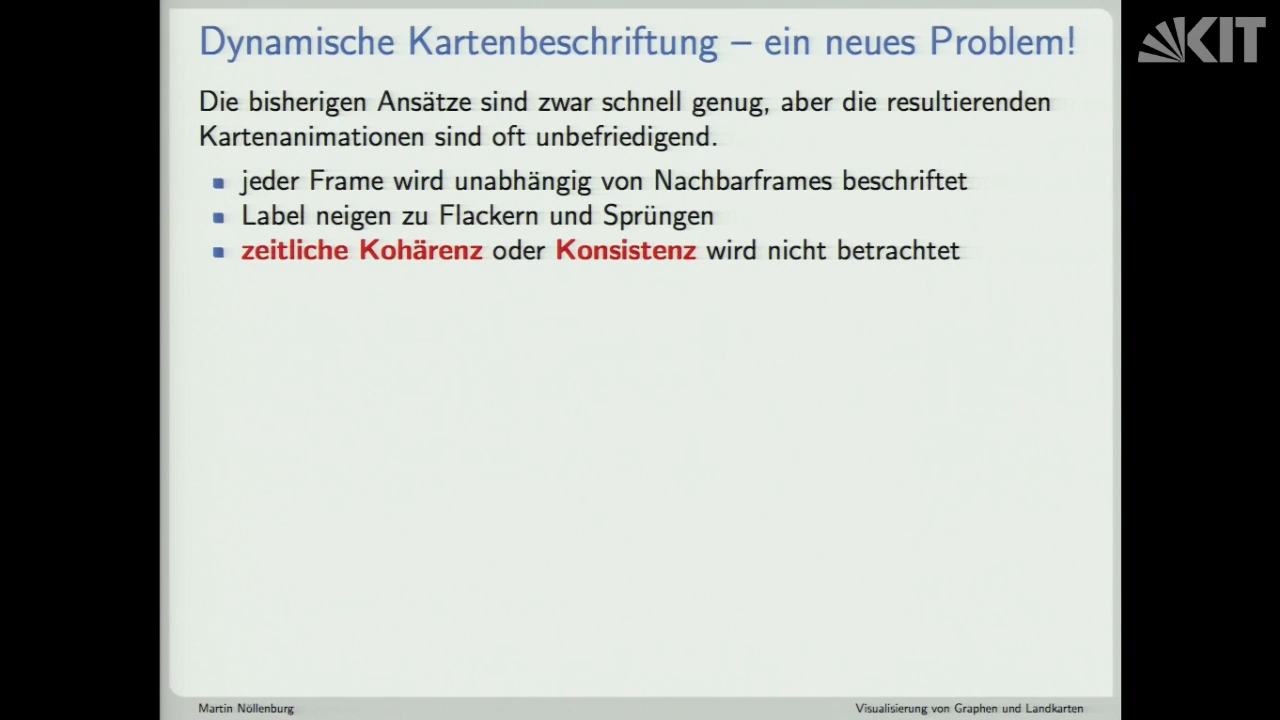 Dynamische Kartenbeschriftung – ein neues Problem!
KIT
Die bisherigen Ansätze sind zwar schnell genug, aber die resultierenden
Kartenanimationen sind oft unbefriedigend.
jeder Frame wird unabhängig von Nachbarframes beschriftet
Label neigen zu Flackern und Sprüngen
zeitliche Kohärenz oder Konsistenz wird nicht betrachtet
Martin Nöllenburg
Visualisierung von Graphen und Landkarten